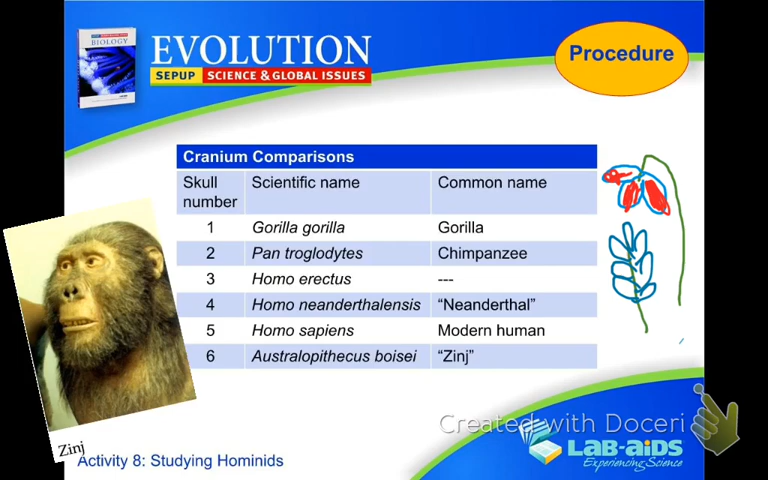 BIOLOGY
EVOLUTION
SEPUP SCIENCE & GLOBAL ISSUES
Procedure
Cranium Comparisons
Skull number Scientific name Common name
1 Gorilla gorilla Gorilla
2 Pan troglodytes Chimpanzee
3 Homo erectus ---
4 Homo neanderthalensis “Neanderthal”
5 Homo sapiens Modern human
6 Australopithecus boisei “Zinj”
Zinj
Created with Doceri
LAB-AIDS
Experiencing Science
Activity 8: Studying Hominids